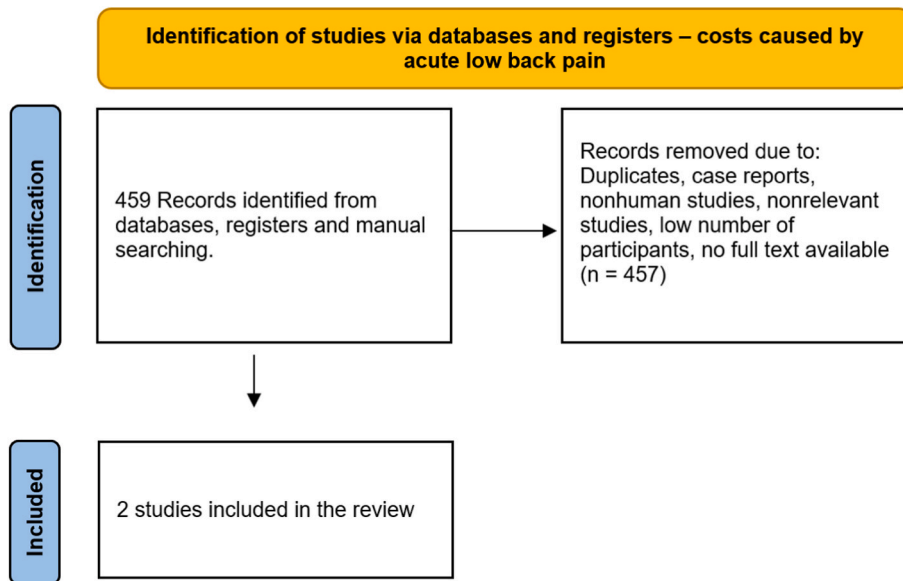 Identification of studies via databases and registers – costs caused by
acute low back pain
Identification
459 Records identified from
databases, registers and manual
searching.
Records removed due to:
Duplicates, case reports,
nonhuman studies, nonrelevant
studies, low number of
participants, no full text available
(n = 457)
Included
2 studies included in the review